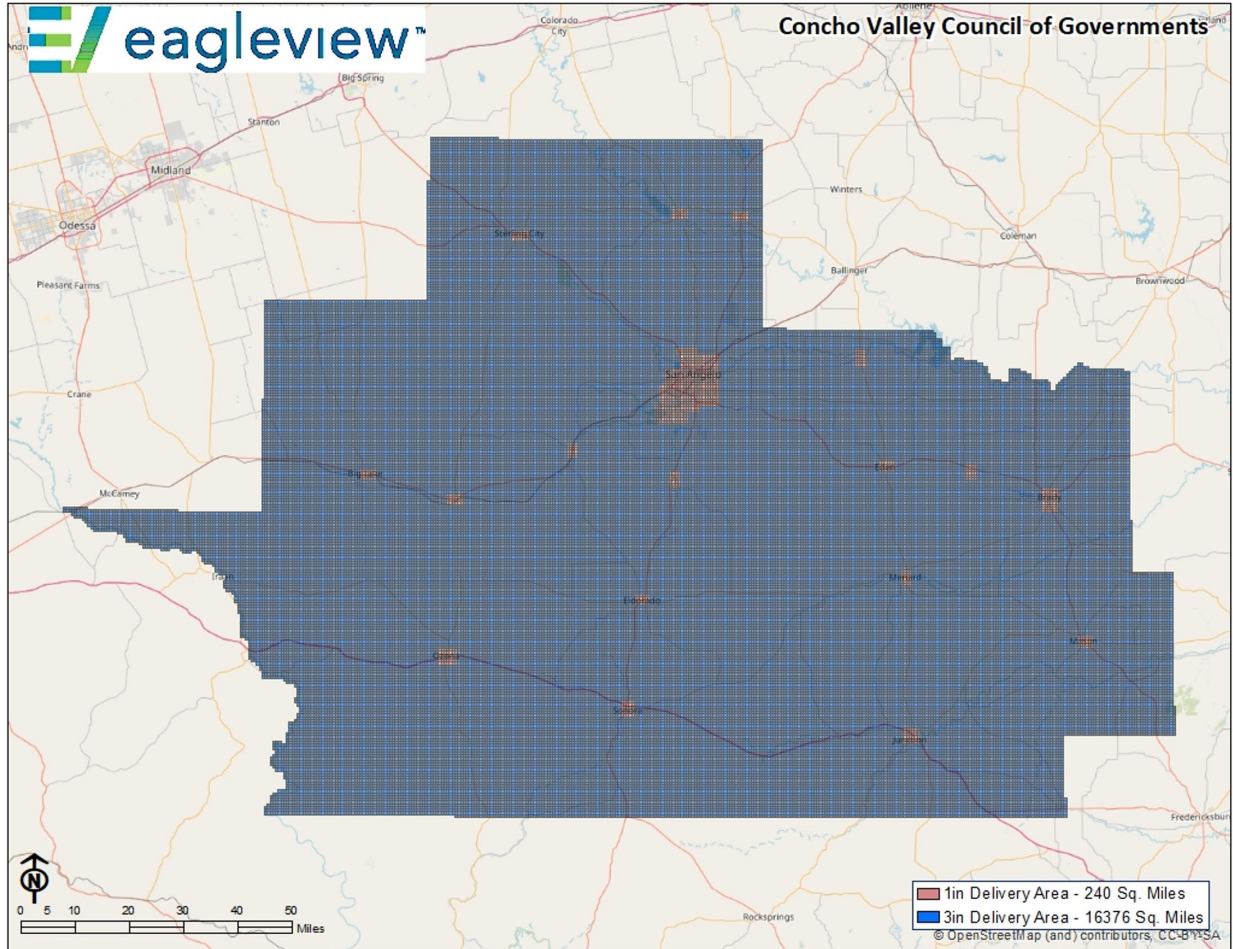 eagleview™
Concho Valley Council of Governments
Abilene
Colorado
City
Big Spring
Stanton
Midland
Odessa
Winters
Coleman
Sterling City
Ballinger
Brownwood
Pleasant Farms
San Angelo
Crane
Big Lake
Eden
McCamey
Brady
Iraan
Menard
Eldorado
Mason
Ozona
Sonora
Junction
Fredericksbur
N
0 5 10 20 30 40 50
Miles
Rocksprings
1in Delivery Area - 240 Sq. Miles
3in Delivery Area - 16376 Sq. Miles
© OpenStreetMap (and) contributors, CC-BY-SA